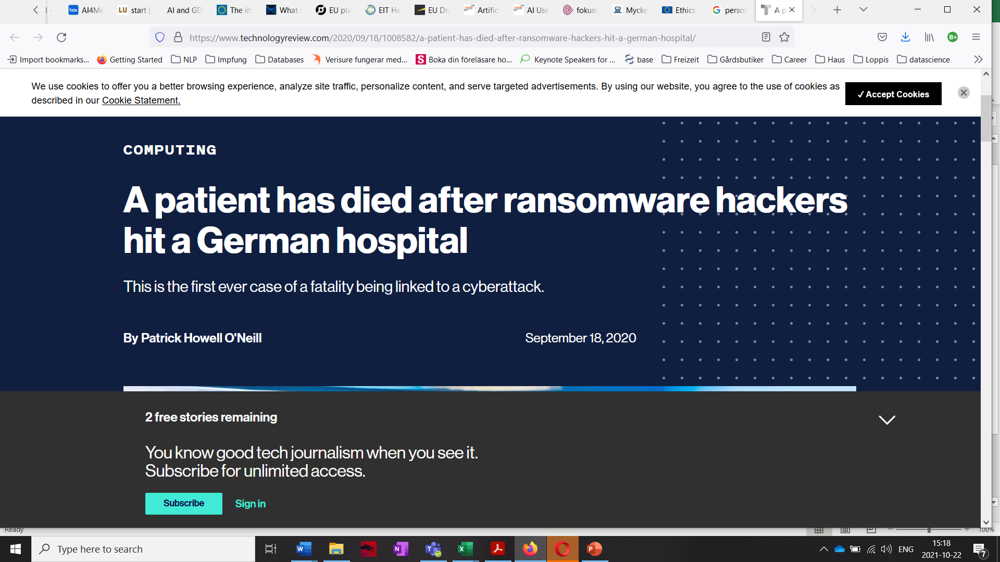 box AI4Me
LU start |
AI and GD
The im
What
EU pla
EIT He
EU Dra
Artific
AI Use
fokus
Mycke
Ethics
person
A p
https://www.technologyreview.com/2020/09/18/1008582/a-patient-has-died-after-ransomware-hackers-hit-a-german-hospital/
B+
Import bookmarks...
Getting Started
NLP
Impfung
Databases
Verisure fungerar med...
S Boka din föreläsare ho...
Keynote Speakers for ...
base
Freizeit
Gårdsbutiker
Career
Haus
Loppis
datascience
We use cookies to offer you a better browsing experience, analyze site traffic, personalize content, and serve targeted advertisements. By using our website, you agree to the use of cookies as
described in our Cookie Statement.
✓ Accept Cookies
COMPUTING
A patient has died after ransomware hackers
hit a German hospital
This is the first ever case of a fatality being linked to a cyberattack.
By Patrick Howell O'Neill
September 18, 2020
2 free stories remaining
You know good tech journalism when you see it.
Subscribe for unlimited access.
Subscribe
Sign in
Ready
100%
Type here to search
ENG
15:18
2021-10-22
7